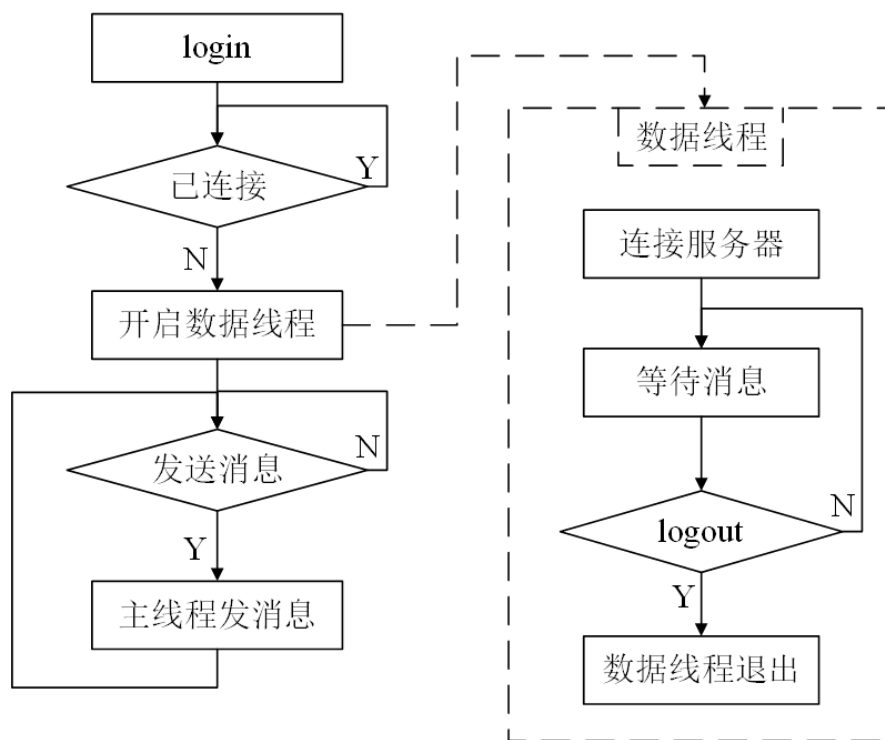 login
已连接
Y
N
开启数据线程
发送消息
N
Y
主线程发消息
数据线程
连接服务器
等待消息
logout
N
Y
数据线程退出